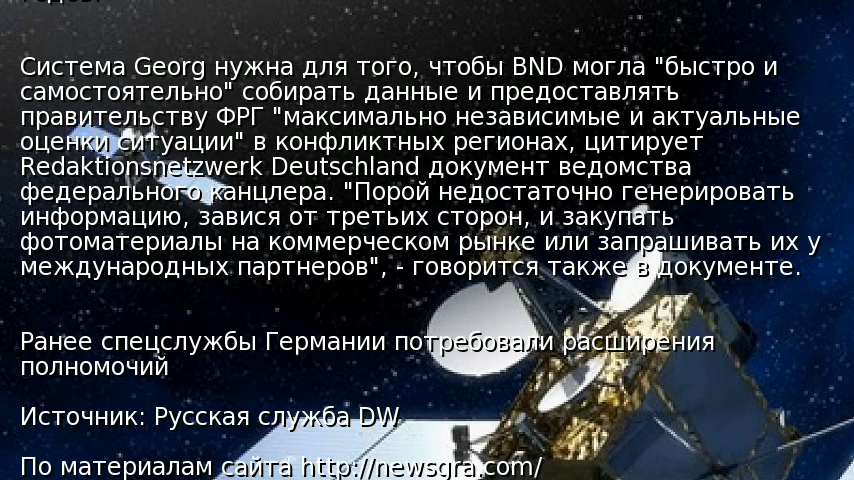 Система Georg нужна для того, чтобы BND могла "быстро и
самостоятельно" собирать данные и предоставлять
правительству ФРГ "максимально независимые и актуальные
оценки ситуации" в конфликтных регионах, цитирует
Redaktionsnetzwerk Deutschland документ ведомства
федерального канцлера. "Порой недостаточно генерировать
информацию, завися от третьих сторон, и закупать
фотоматериалы на коммерческом рынке или запрашивать их у
международных партнеров", - говорится также в документе.
Ранее спецслужбы Германии потребовали расширения
полномочий
Источник: Русская служба DW
По материалам сайта http://newsgra.com/